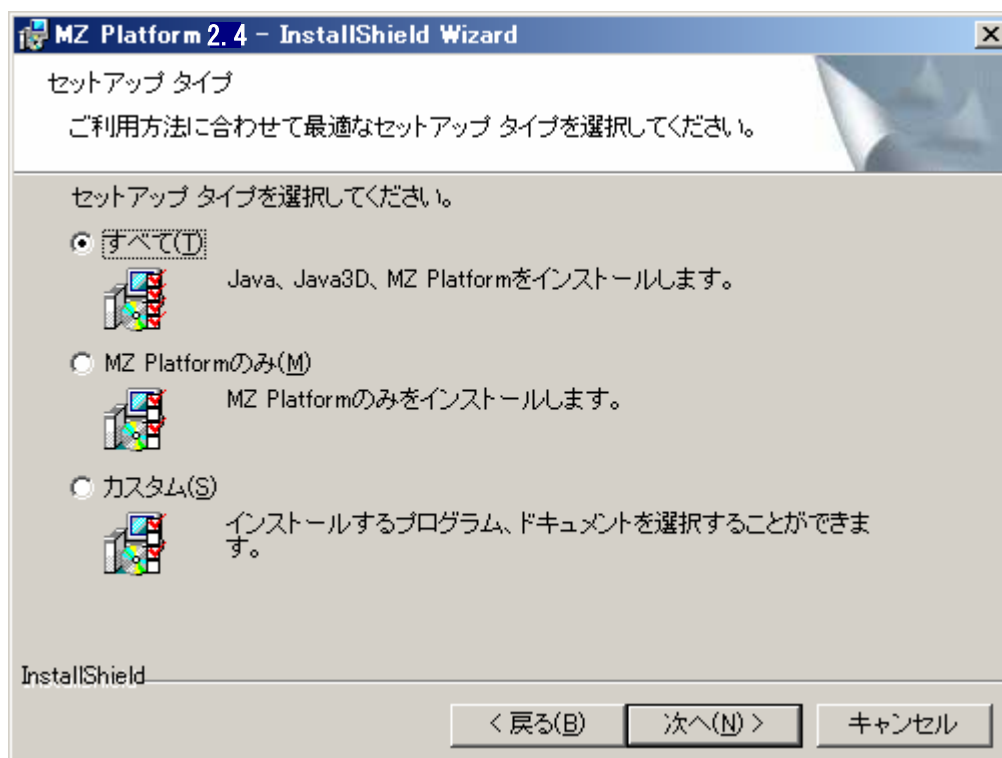 MZ Platform 2.4 - InstallShield Wizard
セットアップ タイプ
ご利用方法に合わせて最適なセットアップ タイプを選択してください。
セットアップ タイプを選択してください。
すべて(T)
Java、Java3D、MZ Platformをインストールします。
MZ Platformのみ(M)
MZ Platformのみをインストールします。
カスタム(S)
インストールするプログラム、ドキュメントを選択することができま
す。
InstallShield
< 戻る(B) 次へ(N) > キャンセル